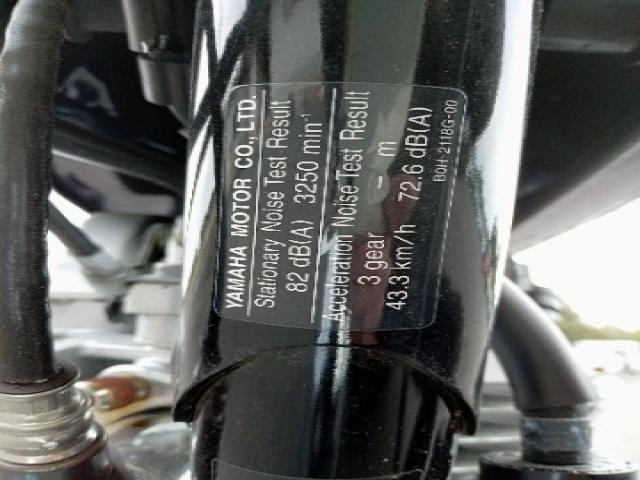 YAMAHA MOTOR CO., LTD.
Stationary Noise Test Result
82 dB(A) 3250 min⁻¹
Acceleration Noise Test Result
3 gear - m
43.3 km/h 72.6 dB(A)
B0H-2118G-00